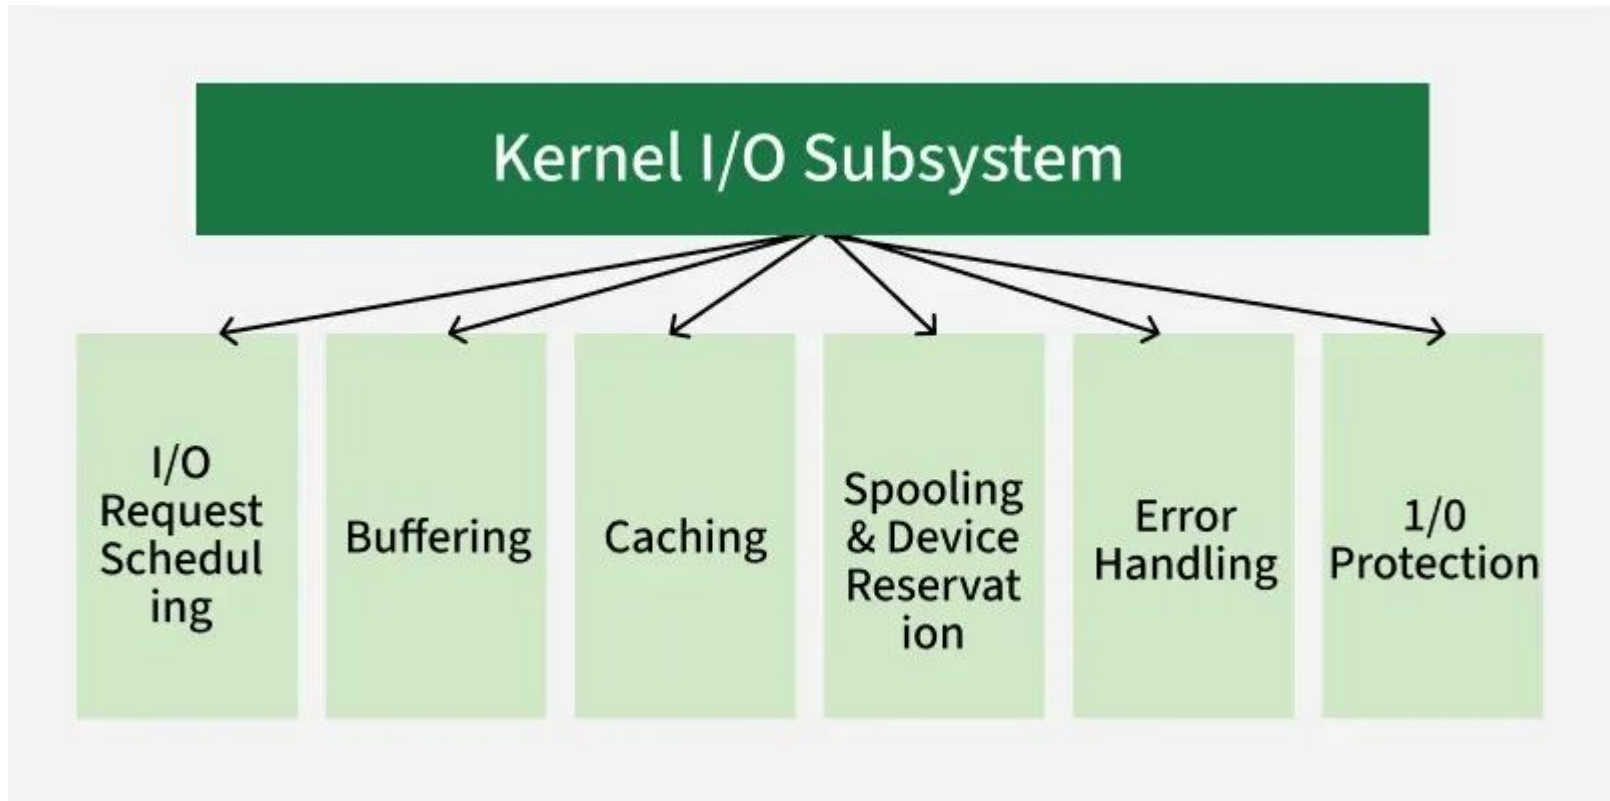 Kernel I/O Subsystem
I/O
Request
Schedul
ing
Buffering
Caching
Spooling
& Device
Reservat
ion
Error
Handling
1/0
Protection